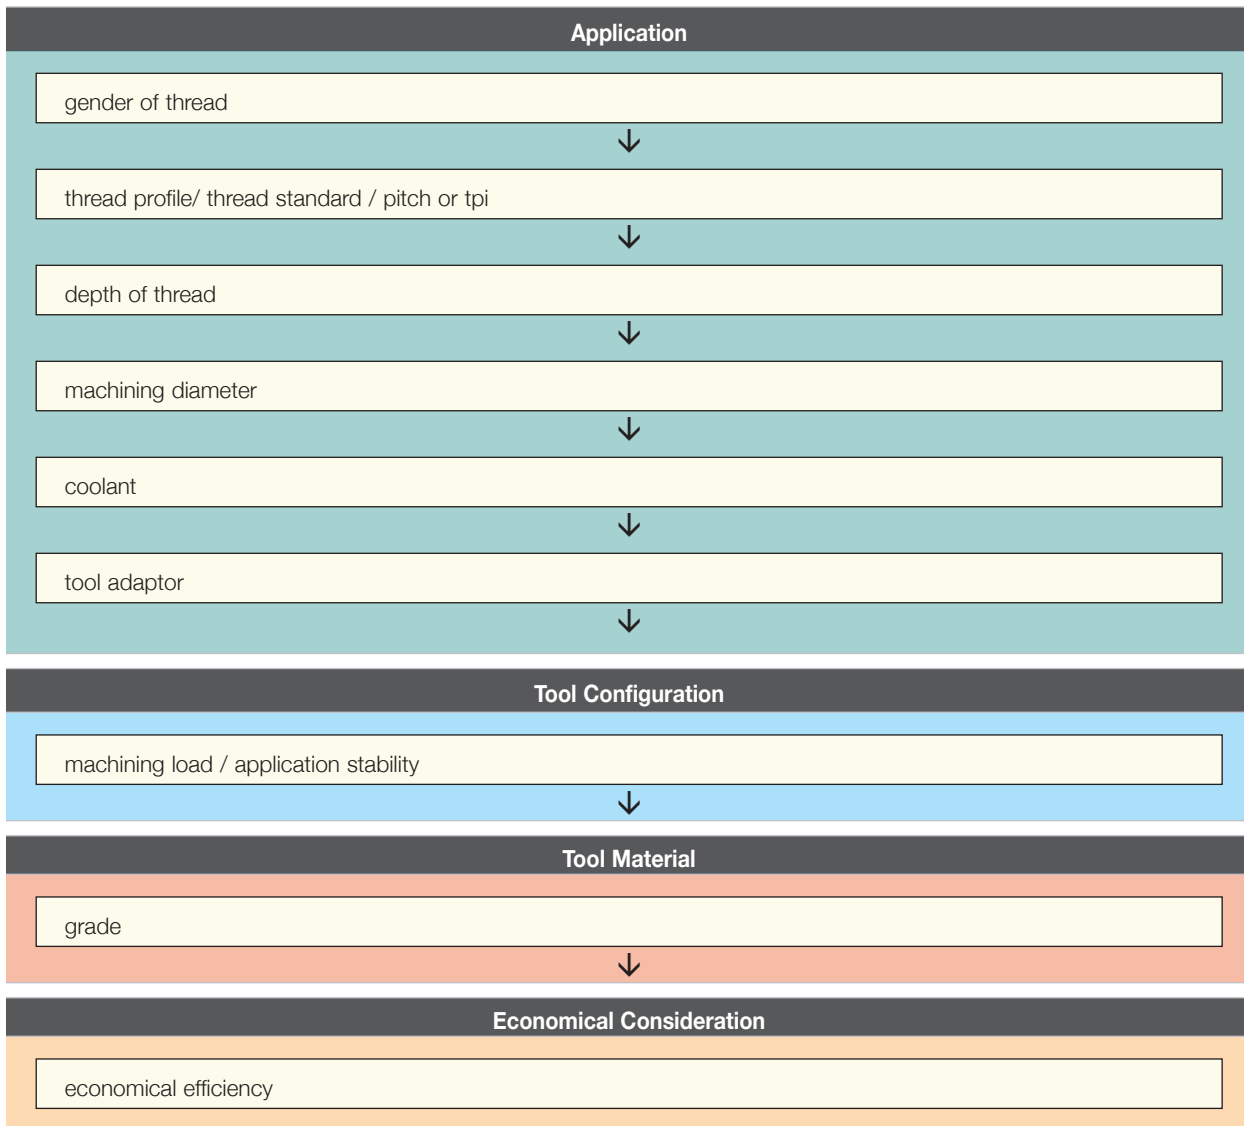 Application
gender of thread
thread profile/ thread standard / pitch or tpi
depth of thread
machining diameter
coolant
tool adaptor
Tool Configuration
machining load / application stability
Tool Material
grade
Economical Consideration
economical efficiency